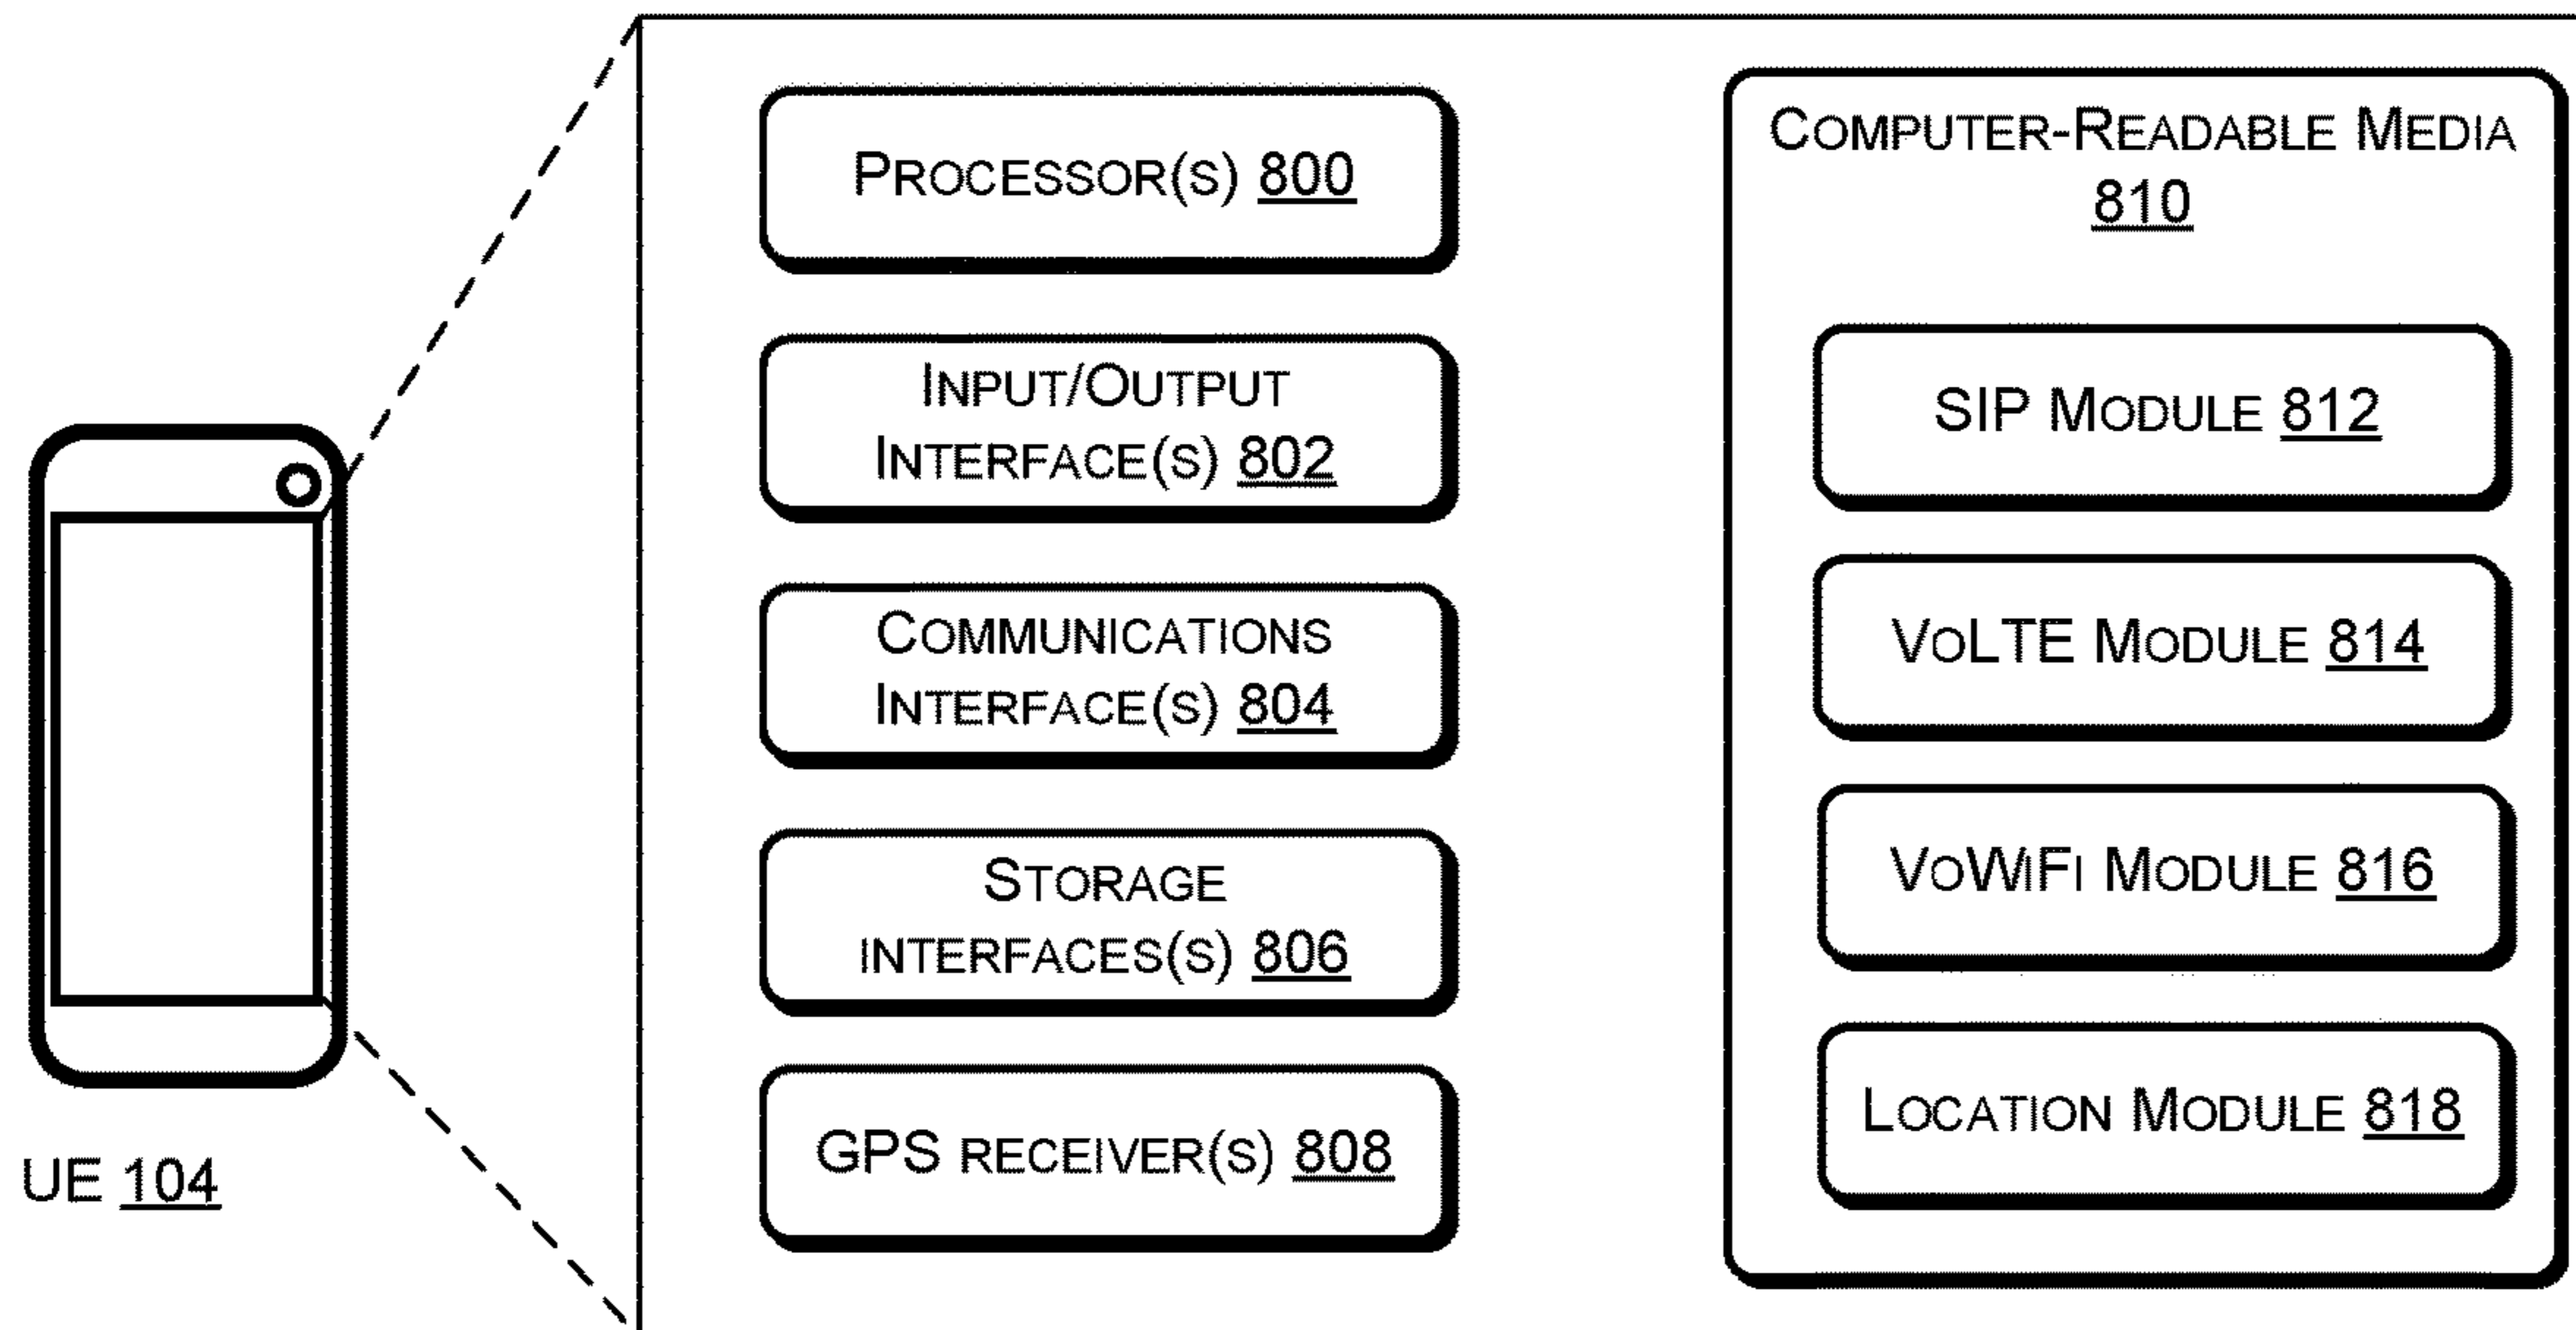 PROCESSOR(S) 800
INPUT/OUTPUT
INTERFACE(S) 802
COMMUNICATIONS
INTERFACE(S) 804
STORAGE
INTERFACES(S) 806
GPS RECEIVER(S) 808
COMPUTER-READABLE MEDIA
810
SIP MODULE 812
VOLTE MODULE 814
VOWIFI MODULE 816
LOCATION MODULE 818
UE 104